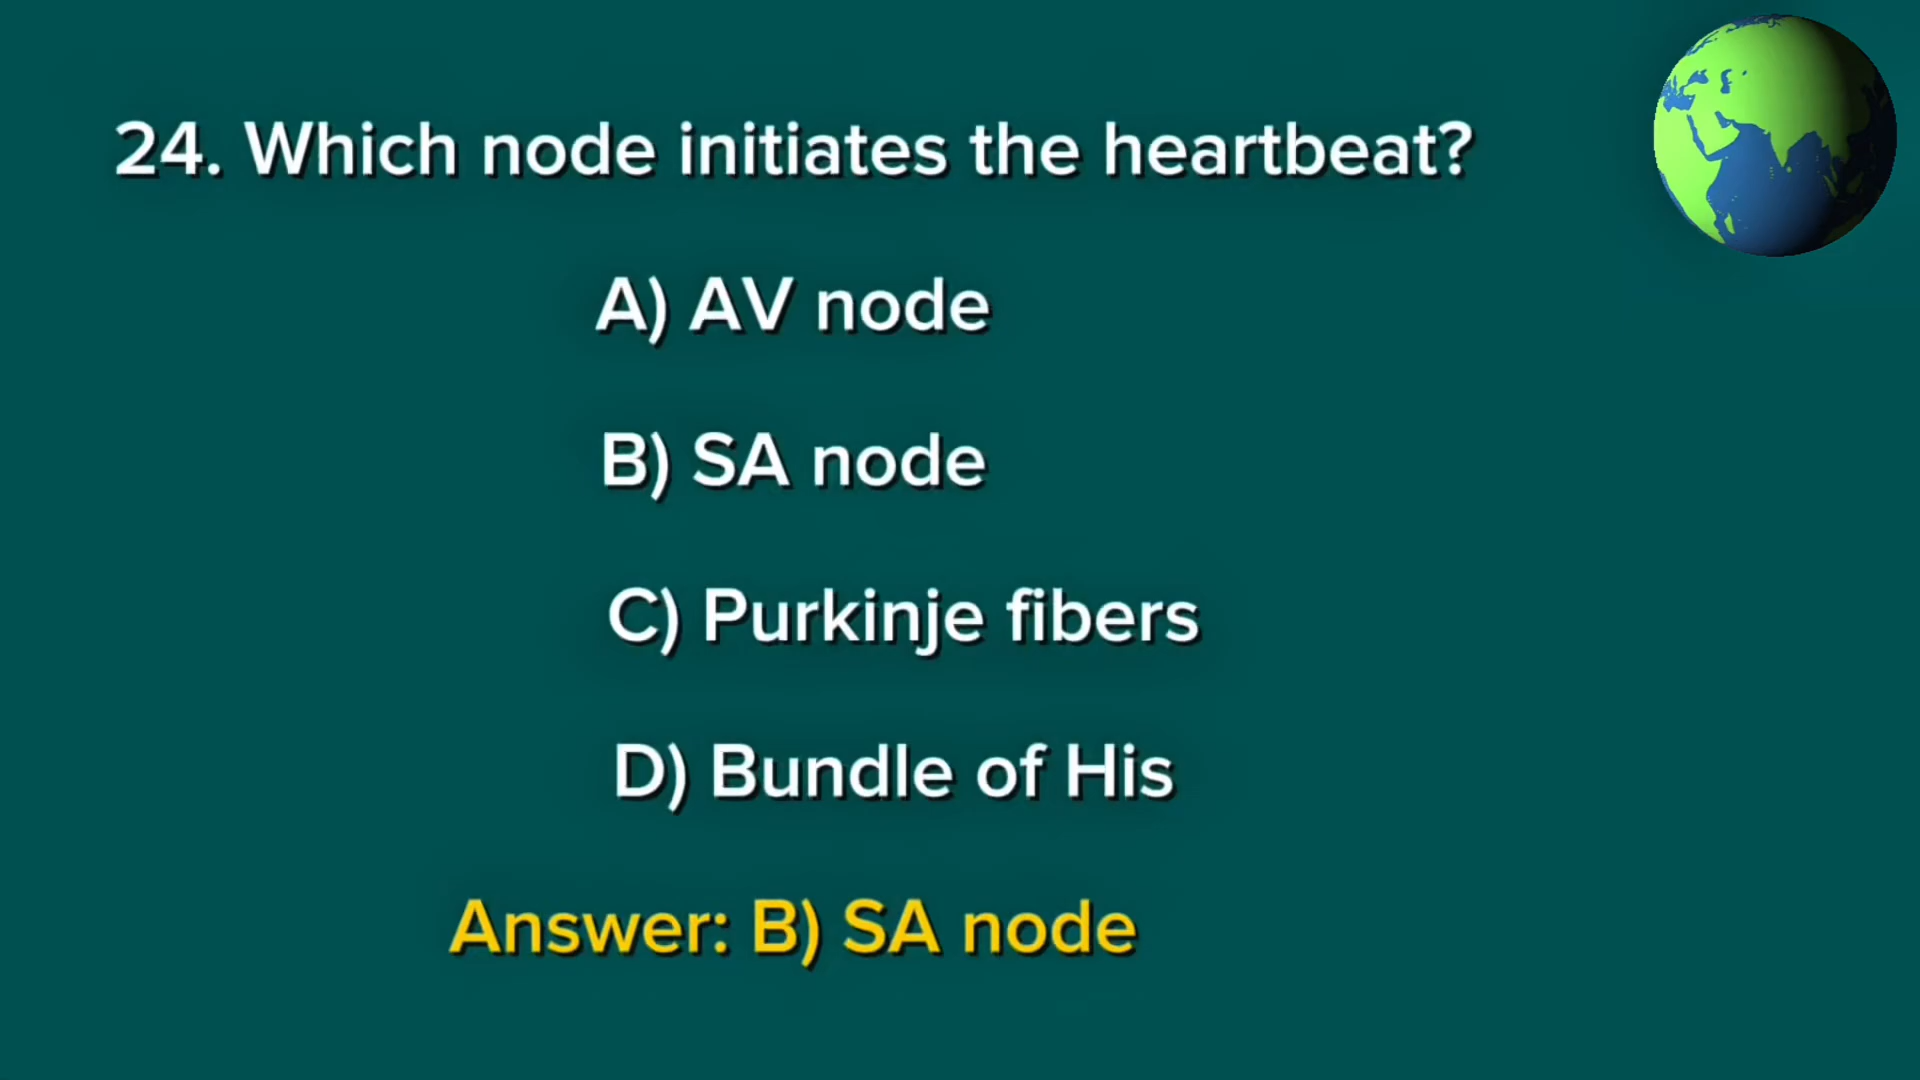 24. Which node initiates the heartbeat?
A) AV node
B) SA node
C) Purkinje fibers
D) Bundle of His
Answer: B) SA node